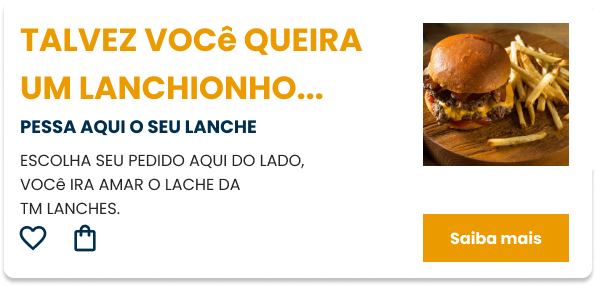 TALVEZ VOCê QUEIRA
UM LANCHIONHO...
PESSA AQUI O SEU LANCHE
ESCOLHA SEU PEDIDO AQUI DO LADO,
VOCê IRA AMAR O LACHE DA
TM LANCHES.
Saiba mais